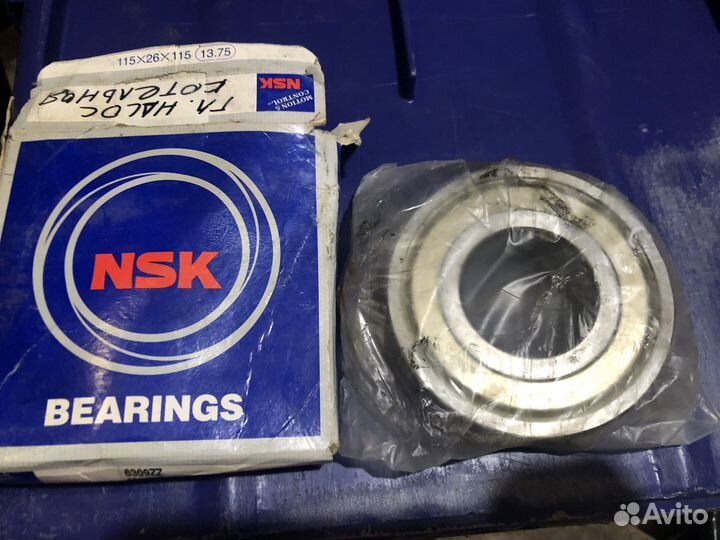 115×26×115 (13.75)
ГЛ. НАСОС
КОТЕЛЬНАЯ
NSK
MOTION &
CONTROL
NSK
BEARINGS
6309ZZ
Avito